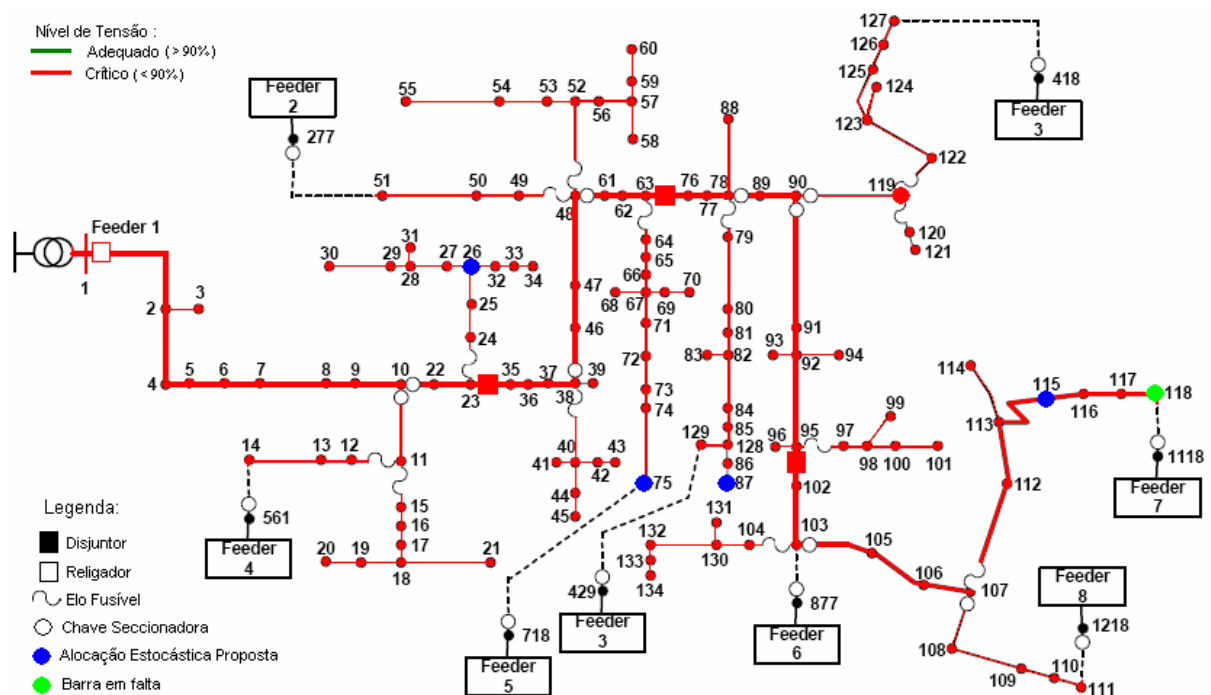 Nível de Tensão :
Adequado ( > 90%)
Crítico ( < 90%)
127
126
125
124
123
418
Feeder 3
60
59
55 54 53 52 56 57
58
88
Feeder 2
277
122
51 50 49 48 61 62 63 76 77 78 89 90 119
120
121
Feeder 1
1
31
30 29 28 27 26 32 33 34
64
65
66
68 67 69 70
79
25
24
47
46
2 3
71
72
73
74
75
80
81
83 82
84
85
129 128
86
87
91
93 92 94
4 5 6 7 8 9 10 22 23 35 36 37 38 39
114
115 116 117 118
113
112
99
96 95 97 98 100 101
102
14 13 12 11
40 43
41 42
44
45
1118
Feeder 7
15
16
17
20 19 18 21
561
Feeder 4
131
132 130 104 103
133
134
105
106
107
108
109
110
111
Feeder 8
1218
877
Feeder 6
429
Feeder 3
718
Feeder 5
Legenda:
Disjuntor
Religador
Elo Fusível
Chave Seccionadora
Alocação Estocástica Proposta
Barra em falta